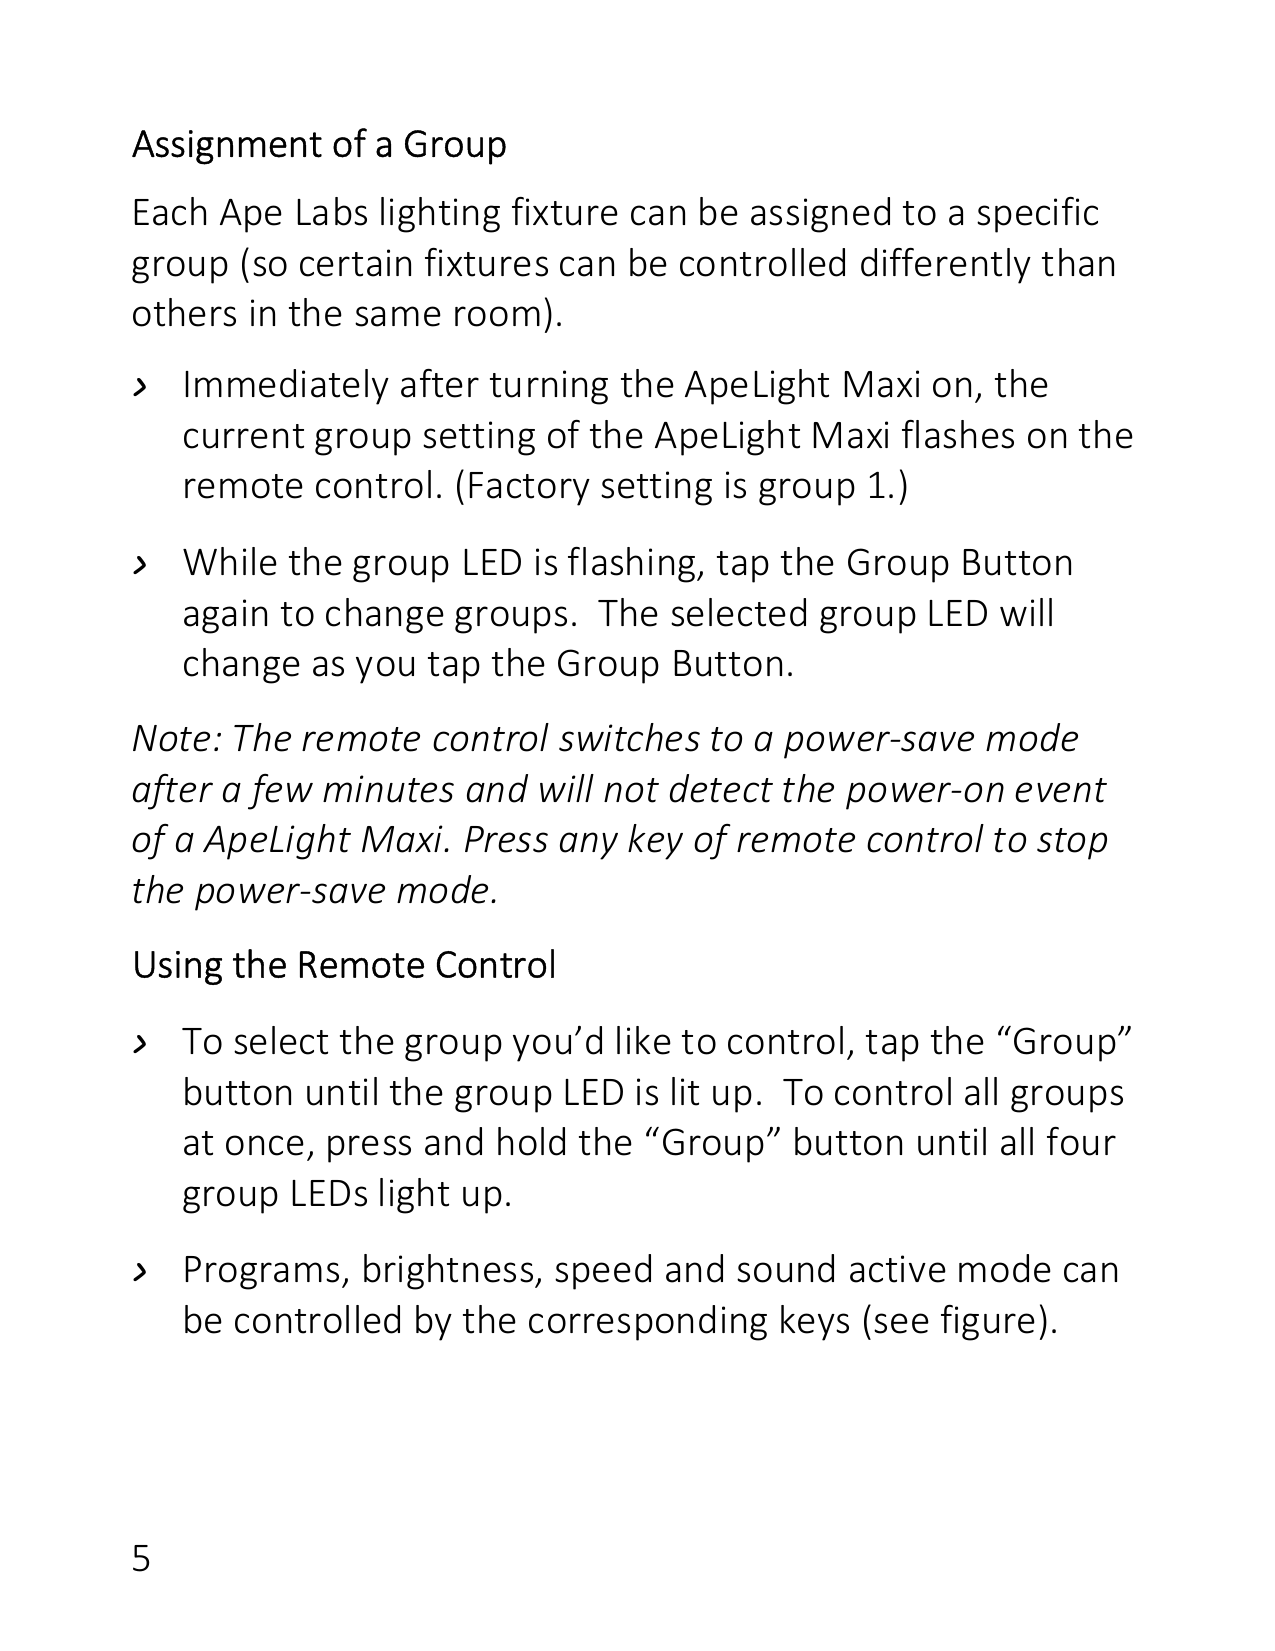 Assignment of a Group
Each Ape Labs lighting fixture can be assigned to a specific
group (so certain fixtures can be controlled differently than
others in the same room).
› Immediately after turning the ApeLight Maxi on, the
current group setting of the ApeLight Maxi flashes on the
remote control. (Factory setting is group 1.)
› While the group LED is flashing, tap the Group Button
again to change groups.  The selected group LED will
change as you tap the Group Button.
Note: The remote control switches to a power-save mode
after a few minutes and will not detect the power-on event
of a ApeLight Maxi. Press any key of remote control to stop
the power-save mode.
Using the Remote Control
› To select the group you’d like to control, tap the “Group”
button until the group LED is lit up.  To control all groups
at once, press and hold the “Group” button until all four
group LEDs light up.
› Programs, brightness, speed and sound active mode can
be controlled by the corresponding keys (see figure).
5